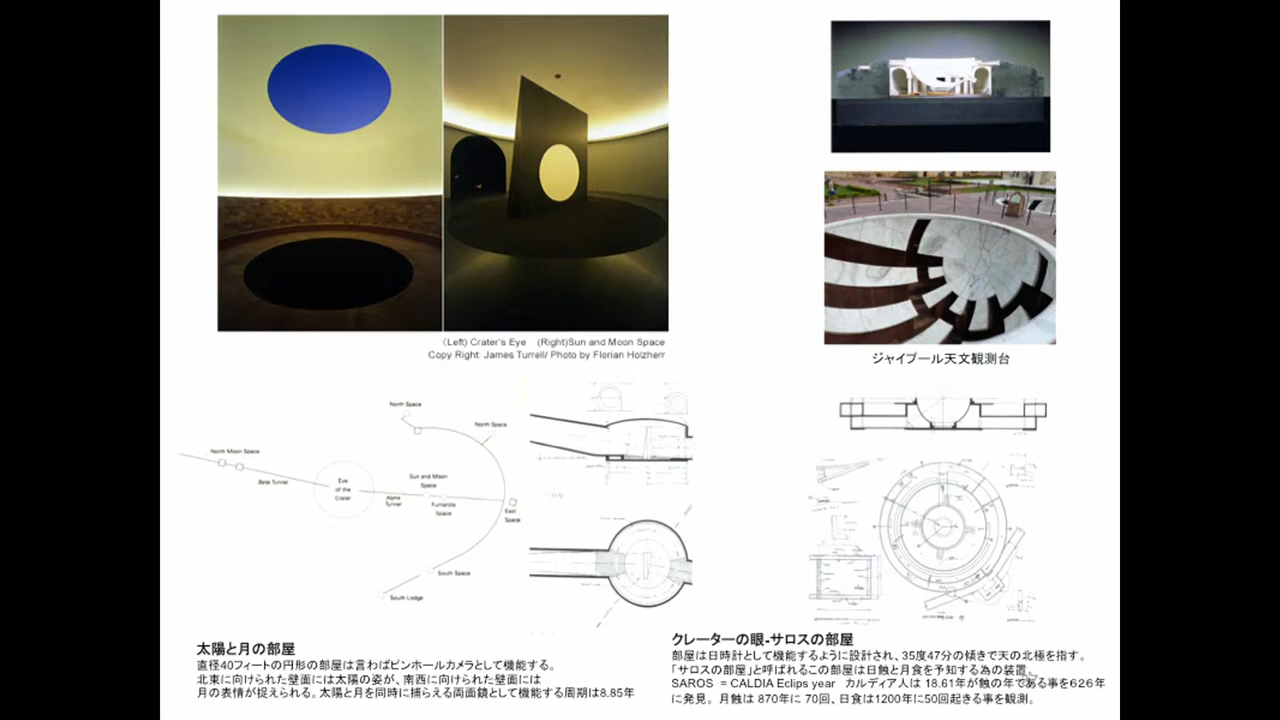 (Left) Crater's Eye (Right)Sun and Moon Space
Copy Right: James Turrell/ Photo by Florian Holzherr
ジャイプール天文観測台
North Space
North Space
North Moon Space
Beta Tunnel
Eye
of the
Crater
Sun and Moon
Space
Alpha
Tunnel
Fumarole
Space
East
Space
South Space
South Lodge
太陽と月の部屋
直径40フィートの円形の部屋は言わばピンホールカメラとして機能する。
北東に向けられた壁面には太陽の姿が、南西に向けられた壁面には
月の表情が捉えられる。太陽と月を同時に捕らえる両面鏡として機能する周期は8.85年
クレーターの眼-サロスの部屋
部屋は日時計として機能するように設計され、35度47分の傾きで天の北極を指す。
「サロスの部屋」と呼ばれるこの部屋は日蝕と月食を予知する為の装置。
SAROS = CALDIA Eclips year カルディア人は 18.61年が蝕の年である事を626年
に発見。月蝕は 870年に 70回、日食は1200年に50回起きる事を観測。